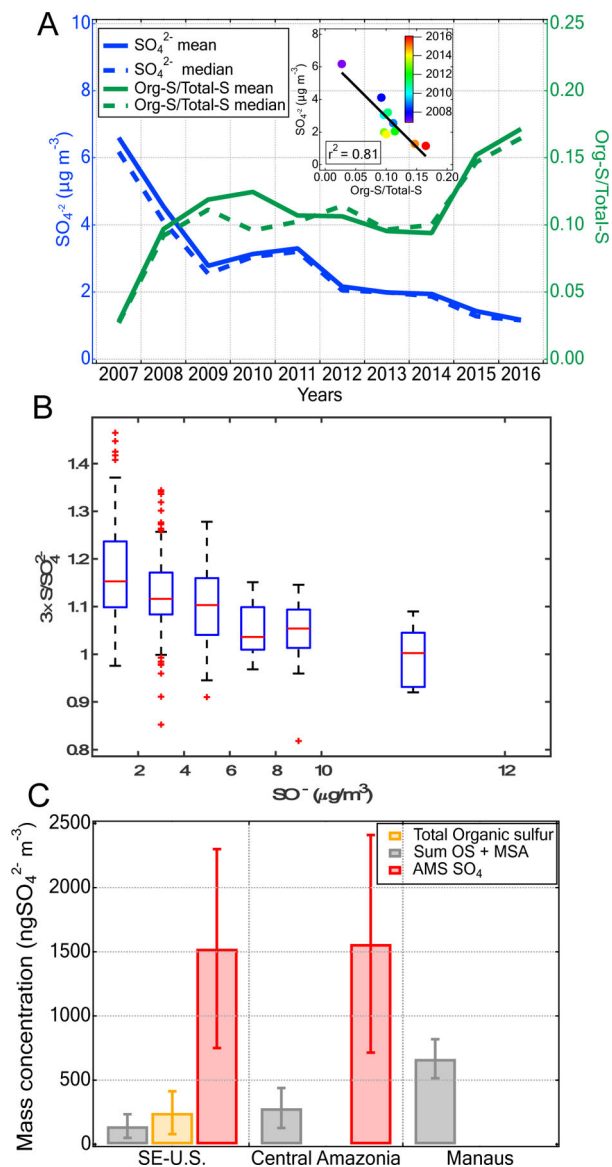 A
SO₄²⁻ mean
SO₄²⁻ median
Org-S/Total-S mean
Org-S/Total-S median
10
8
6
4
2
0
SO₄⁻² (µg m⁻³)
0.25
0.20
0.15
0.10
0.05
0.00
Org-S/Total-S
8
6
4
2
0
SO₄²⁻ (µg m⁻³)
2016
2014
2012
2010
2008
r² = 0.81
0.00 0.05 0.10 0.15 0.20
Org-S/Total-S
2007 2008 2009 2010 2011 2012 2013 2014 2015 2016
Years
B
1.4
1.3
1.2
1.1
1
0.9
0.8
3× S/SO₄²⁻
2 4 6 8 10 12
SO⁻ (µg/m³)
C
Total Organic sulfur
Sum OS + MSA
AMS SO₄
2500
2000
1500
1000
500
0
Mass concentration (ngSO₄²⁻ m⁻³)
SE-U.S. Central Amazonia Manaus